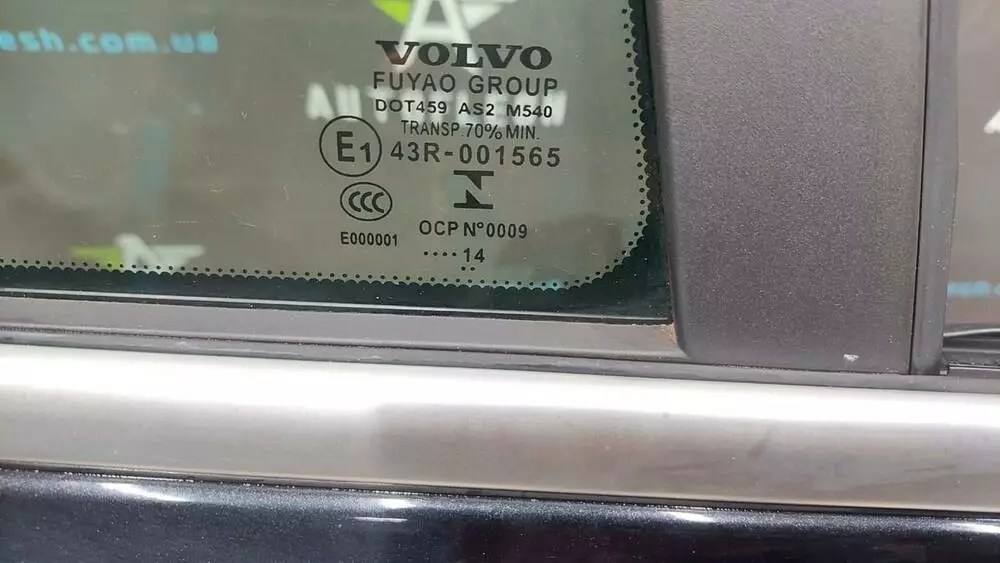 esh.com.ua
VOLVO
FUYAO GROUP
DOT459 AS2 M540
TRANSP.70% MIN.
E1 43R-001565
CCC
E000001
OCP Nº0009
.... 14